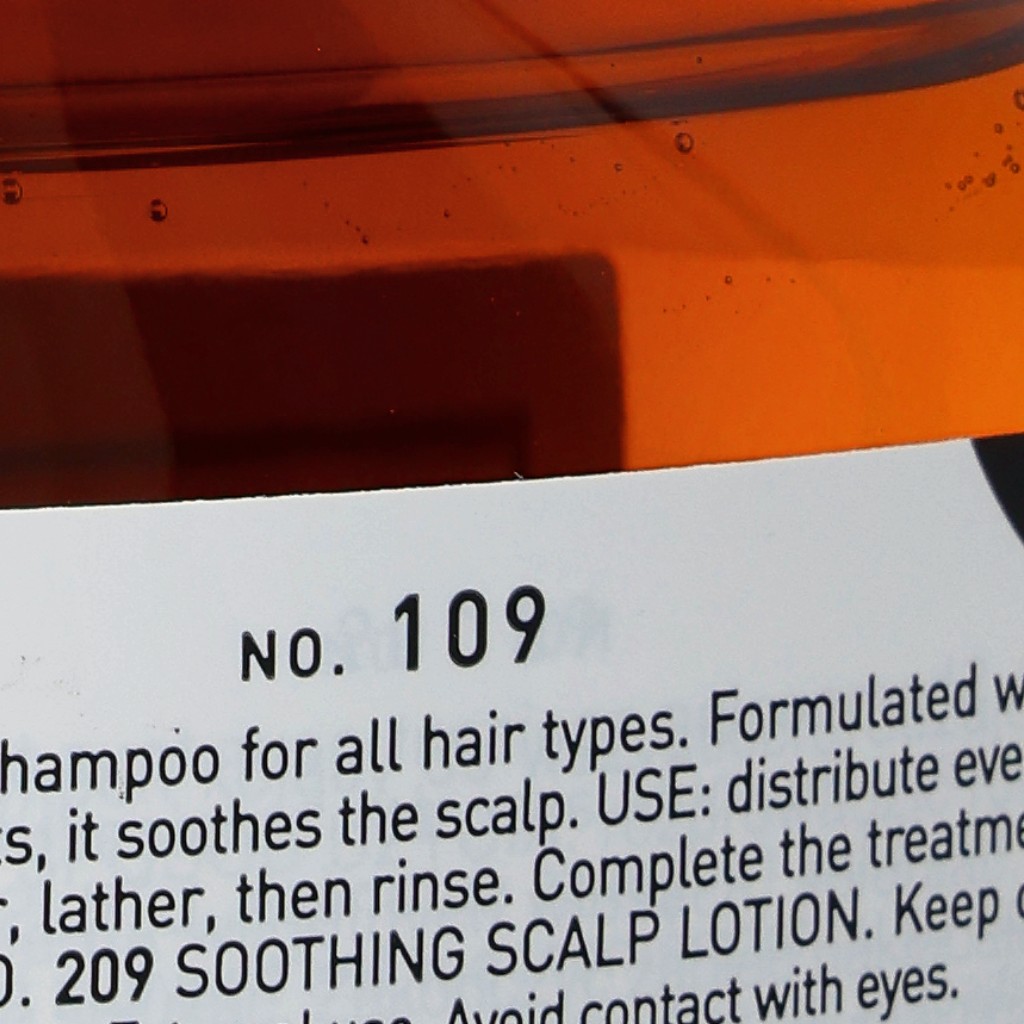 NO. 109
hampoo for all hair types. Formulated w
s, it soothes the scalp. USE: distribute eve
, lather, then rinse. Complete the treatme
O. 209 SOOTHING SCALP LOTION. Keep
Avoid contact with eyes.